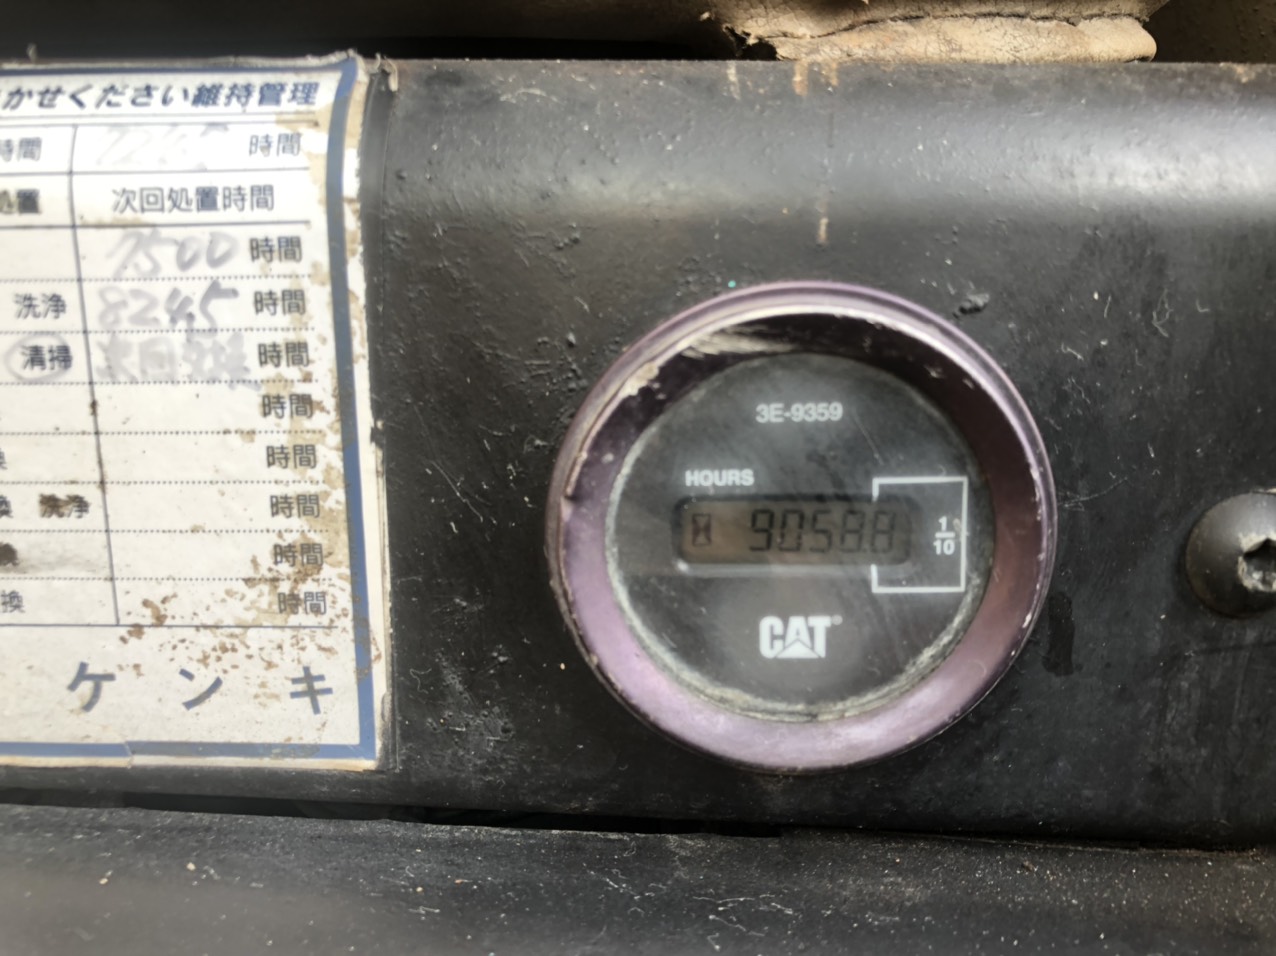 かせください維持管理
時間 時間
処置 次回処置時間
7500 時間
洗浄 8245 時間
清掃 時間
時間
換 時間
換 洗浄 時間
時間
換 時間
ケンキ
3E-9359
HOURS
9058.8
1/10
CAT®